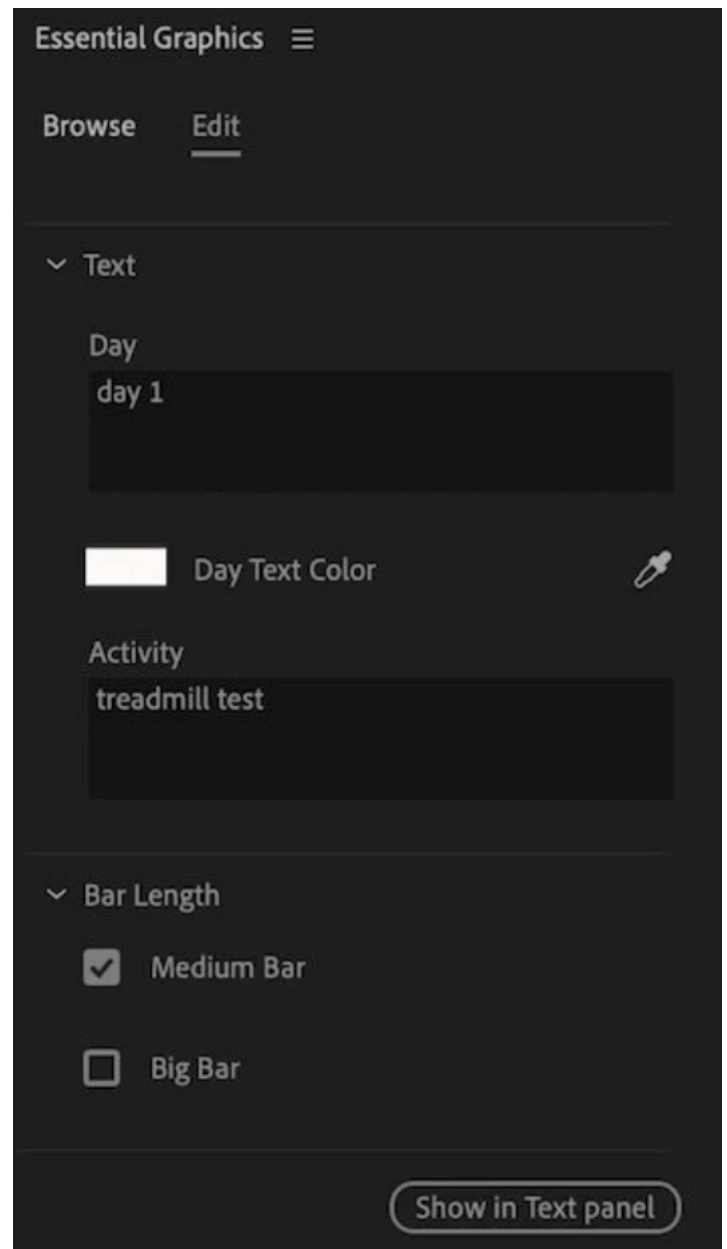 Essential Graphics
Browse Edit
Text
Day
day 1
Day Text Color
Activity
treadmill test
Bar Length
Medium Bar
Big Bar
Show in Text panel